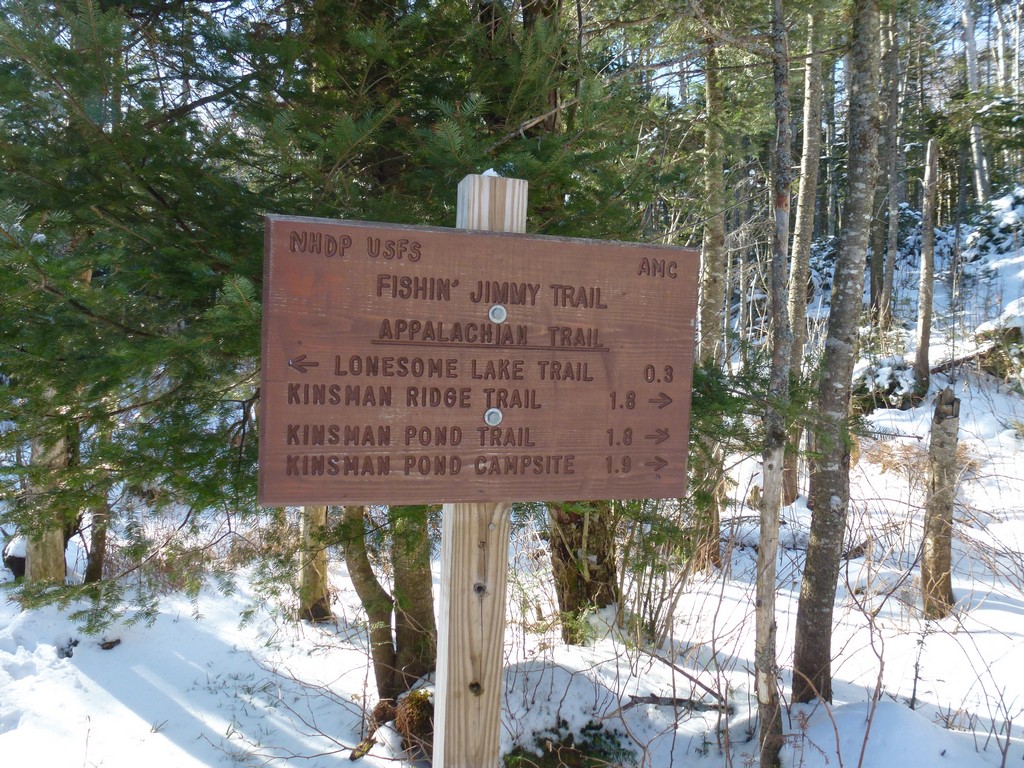 NHDP USFS AMC
FISHIN' JIMMY TRAIL
APPALACHIAN TRAIL
← LONESOME LAKE TRAIL 0.3
KINSMAN RIDGE TRAIL 1.8 →
KINSMAN POND TRAIL 1.8 →
KINSMAN POND CAMPSITE 1.9 →